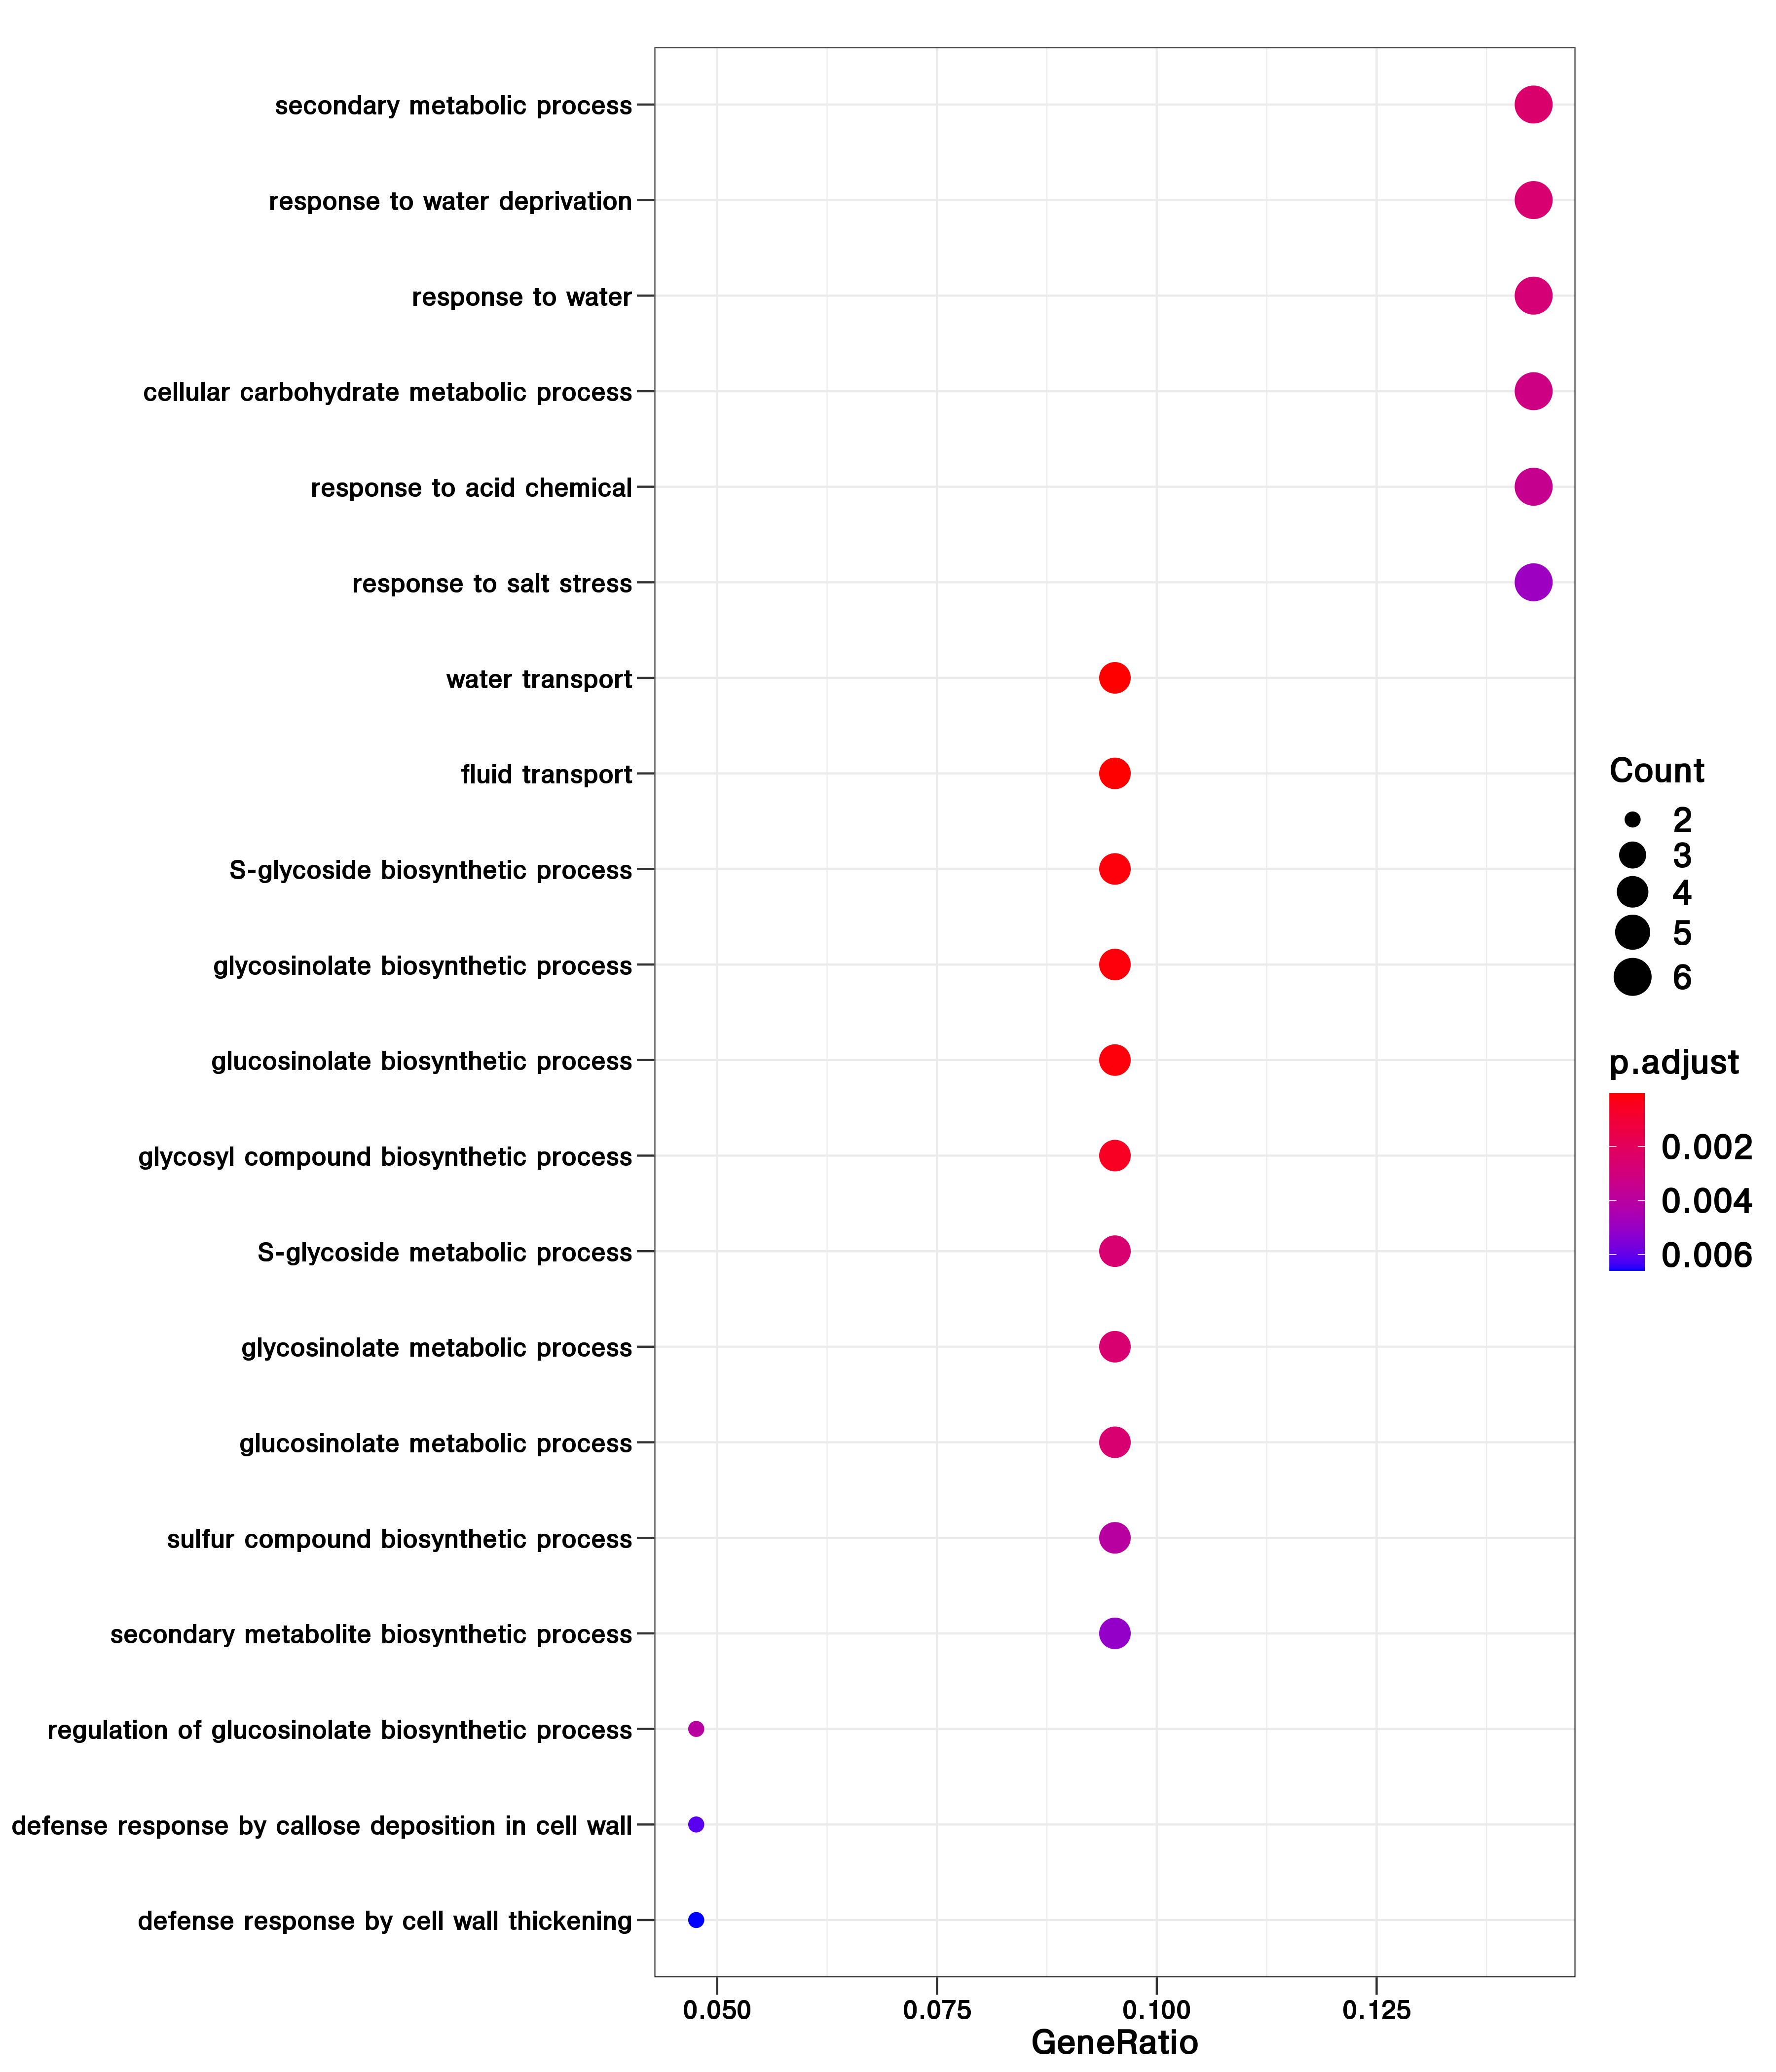 secondary metabolic process
response to water deprivation
response to water
cellular carbohydrate metabolic process
response to acid chemical
response to salt stress
water transport
fluid transport
S-glycoside biosynthetic process
glycosinolate biosynthetic process
glucosinolate biosynthetic process
glycosyl compound biosynthetic process
S-glycoside metabolic process
glycosinolate metabolic process
glucosinolate metabolic process
sulfur compound biosynthetic process
secondary metabolite biosynthetic process
regulation of glucosinolate biosynthetic process
defense response by callose deposition in cell wall
defense response by cell wall thickening
0.050 0.075 0.100 0.125
GeneRatio
Count
2
3
4
5
6
p.adjust
0.002
0.004
0.006